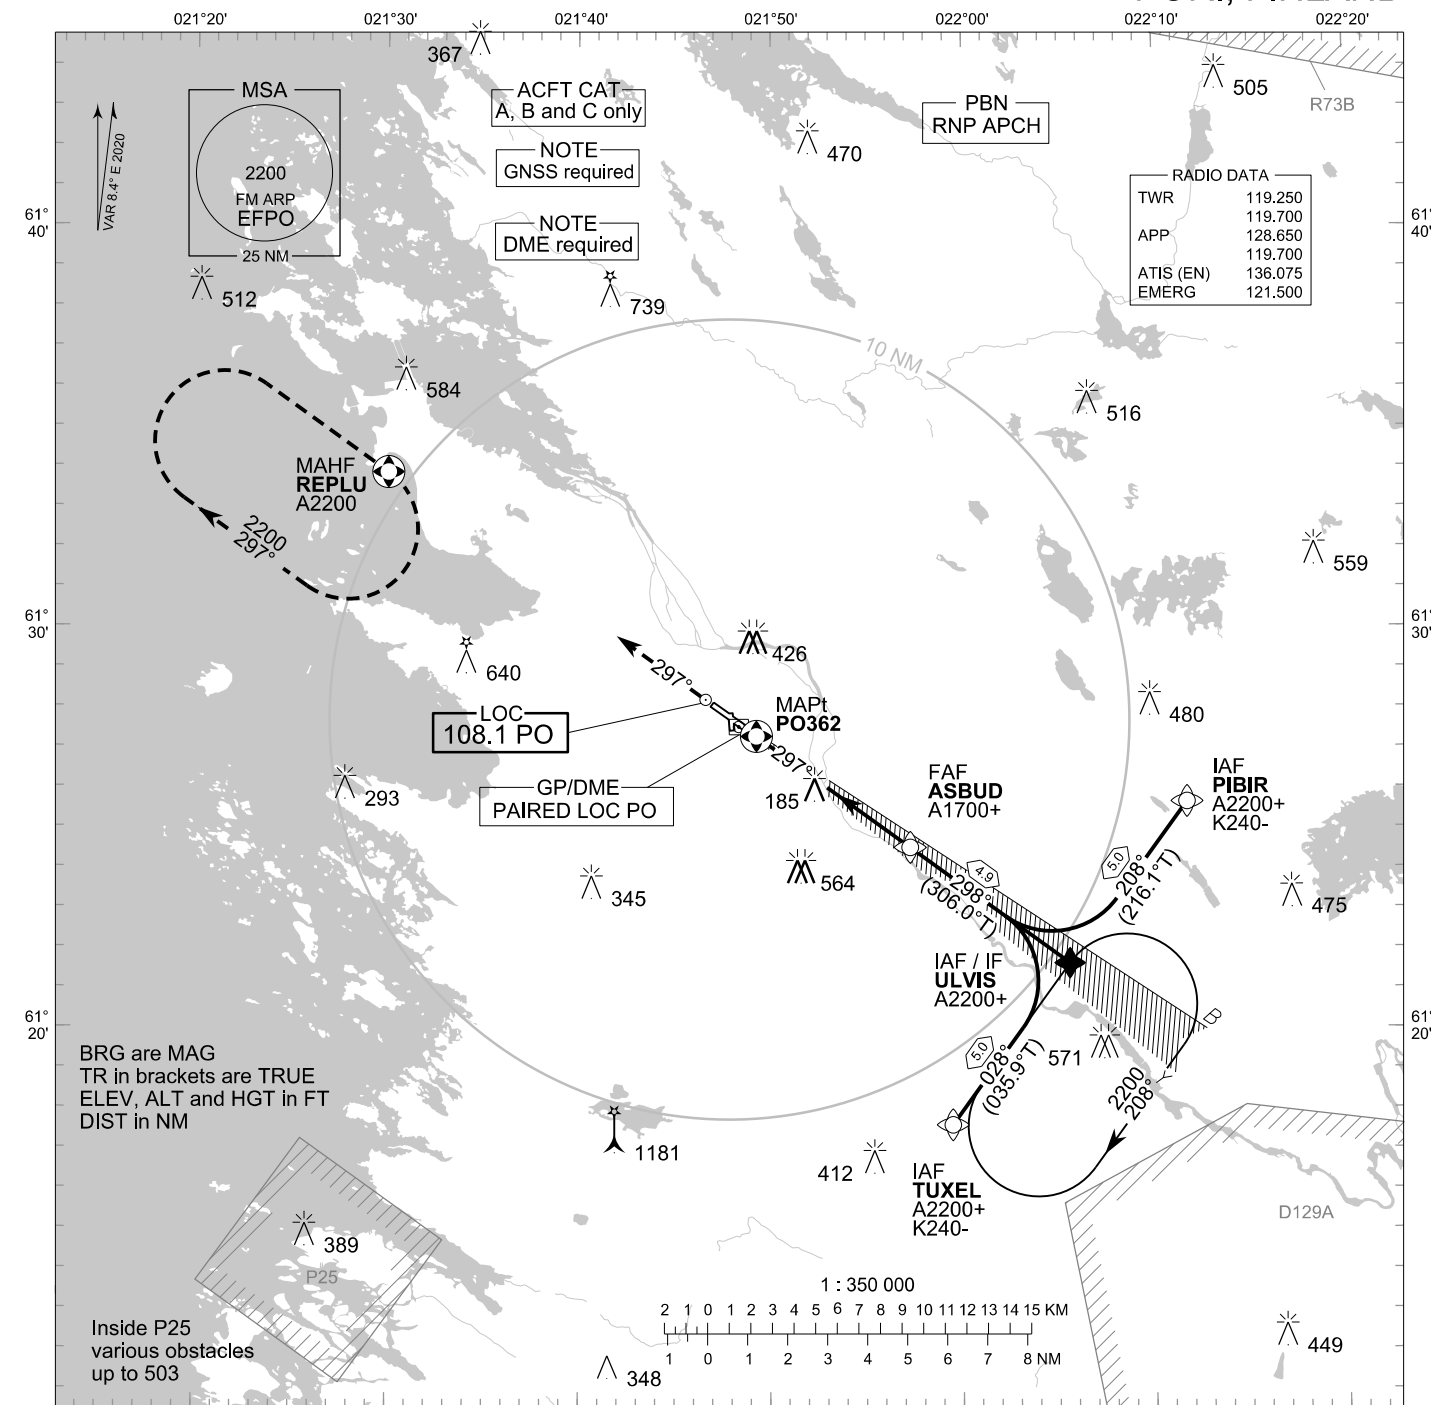 021°20' 021°30' 021°40' 021°50' 022°00' 022°10' 022°20'
367
MSA
2200
FM ARP
EFPO
25 NM
VAR 8.4° E 2020
ACFT CAT
A, B and C only
NOTE
GNSS required
NOTE
DME required
PBN
RNP APCH
470
505
R73B
RADIO DATA
TWR 119.250
119.700
APP 128.650
119.700
ATIS (EN) 136.075
EMERG 121.500
61°
40'
61°
40'
512
739
584
10 NM
516
MAHF
REPLU
A2200
2200
297°
559
61°
30'
61°
30'
426
640
297°
LOC
108.1 PO
MAPt
PO362
480
297°
GP/DME
PAIRED LOC PO
293
185
FAF
ASBUD
A1700+
IAF
PIBIR
A2200+
K240-
345
564
4.9
298°
(306.0°T)
5.0
208°
(216.1°T)
475
IAF / IF
ULVIS
A2200+
B
61°
20'
61°
20'
BRG are MAG
TR in brackets are TRUE
ELEV, ALT and HGT in FT
DIST in NM
5.0
028°
(035.9°T)
571
2200
208°
1181
412
IAF
TUXEL
A2200+
K240-
D129A
389
P25
1 : 350 000
2 1 0 1 2 3 4 5 6 7 8 9 10 11 12 13 14 15 KM
1 0 1 2 3 4 5 6 7 8 NM
Inside P25
various obstacles
up to 503
348
449